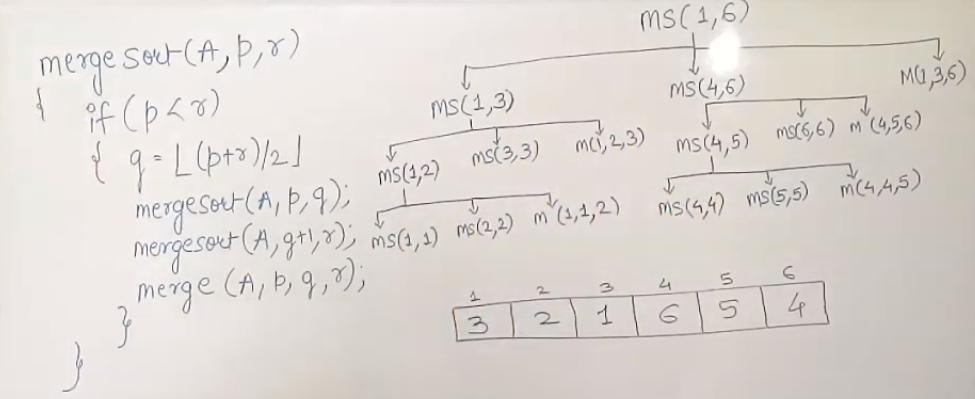 merge sort(A, p, r)
{ if (p < r)
{ q = ⌊(p+r)/2⌋
mergesort(A, p, q);
mergesort(A, q+1, r);
merge (A, p, q, r);
}
}
MS(1,6)
MS(1,3) MS(4,6) M(1,3,6)
MS(1,2) MS(3,3) m(1,2,3) MS(4,5) MS(6,6) m(4,5,6)
MS(1,1) MS(2,2) m(1,1,2) MS(4,4) MS(5,5) m(4,4,5)
1 2 3 4 5 6
3 2 1 6 5 4